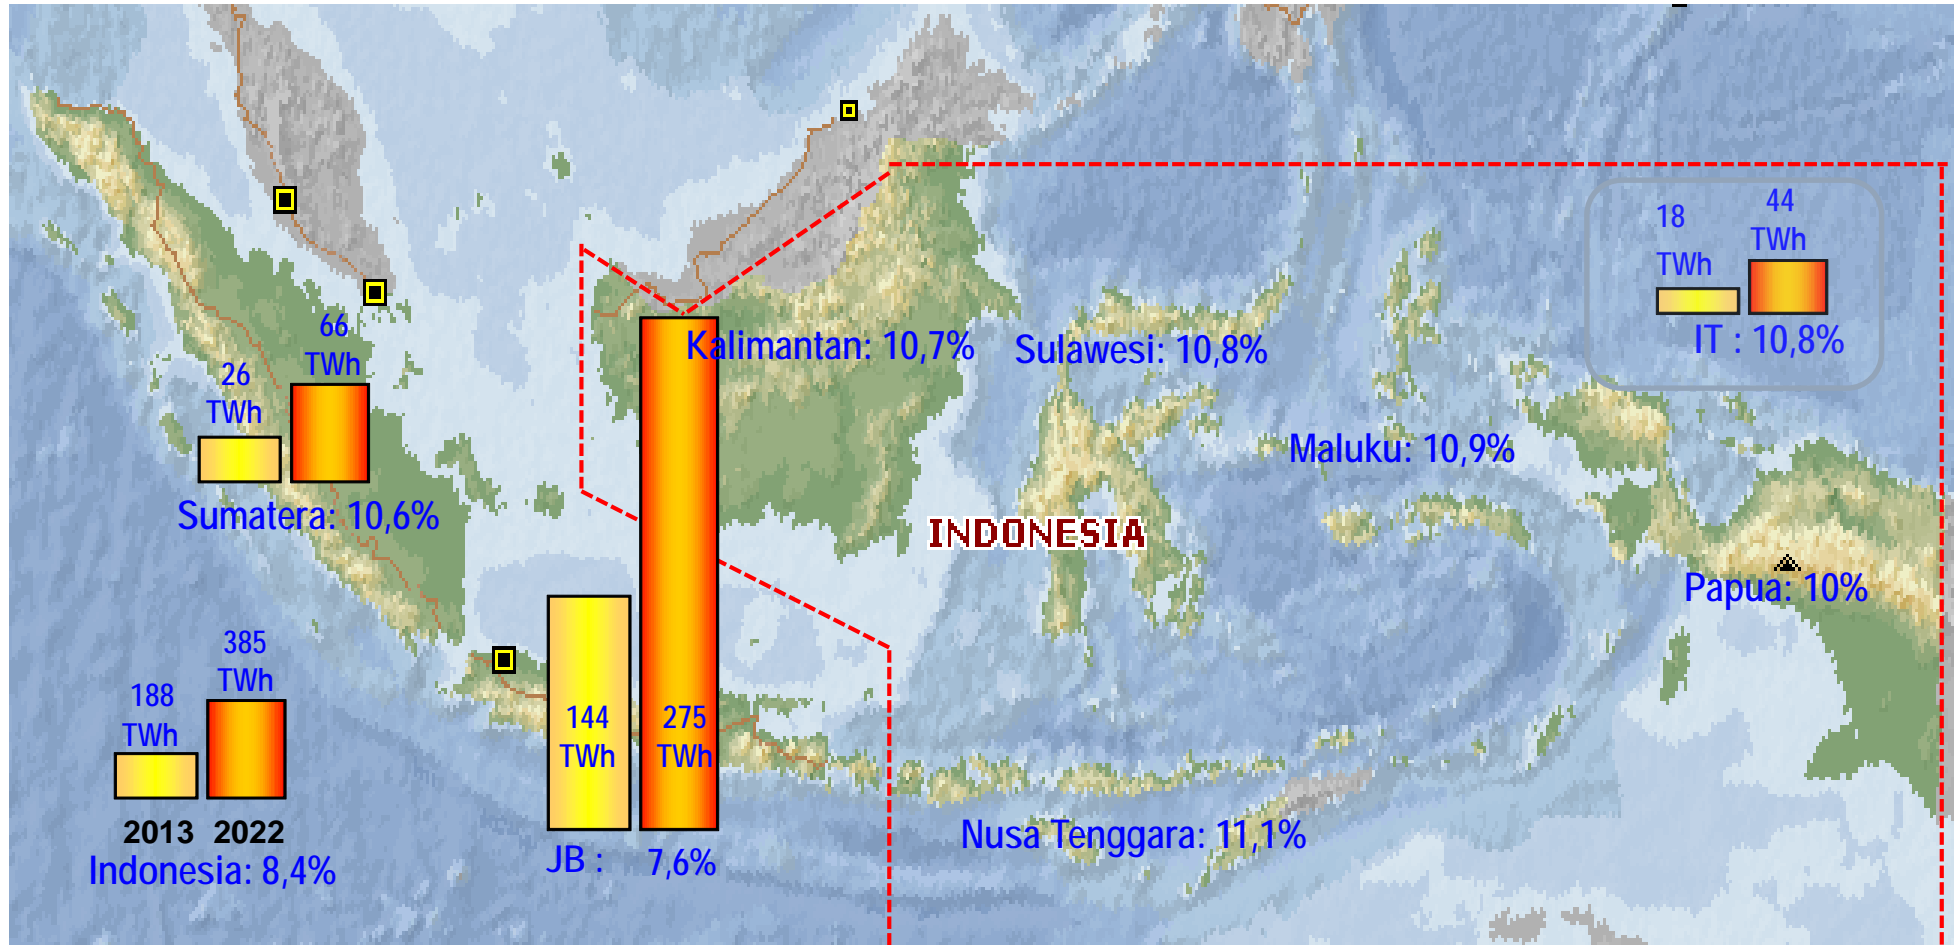 18
TWh
44
TWh
IT : 10,8%
66
TWh
26
TWh
Sumatera: 10,6%
Kalimantan: 10,7%
Sulawesi: 10,8%
Maluku: 10,9%
INDONESIA
Papua: 10%
385
TWh
188
TWh
2013 2022
Indonesia: 8,4%
144
TWh
275
TWh
JB : 7,6%
Nusa Tenggara: 11,1%